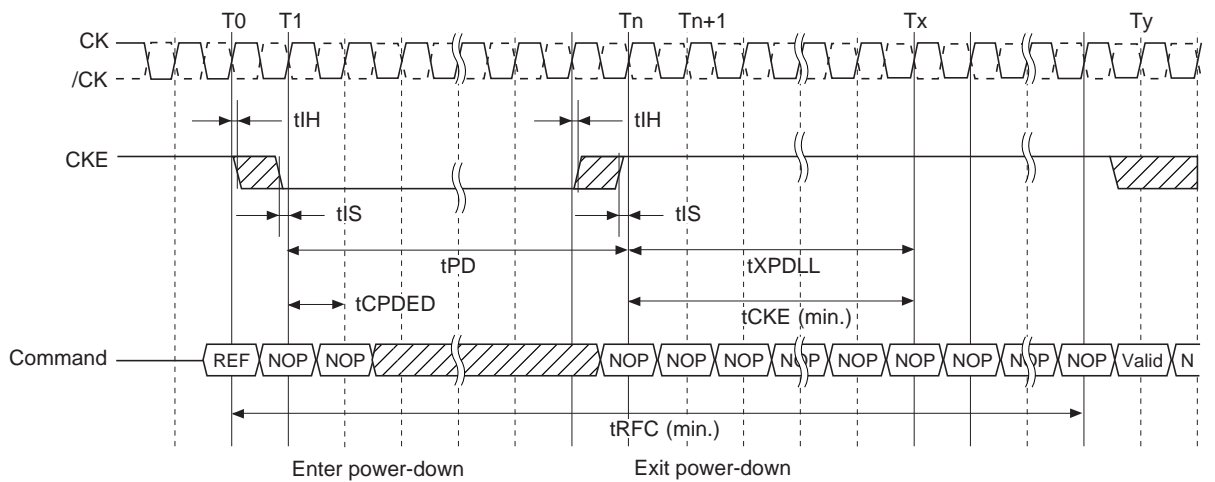 T0 T1 Tn Tn+1 Tx Ty
CK
/CK
tIH tIH
CKE
tIS tIS
tPD tXPDLL
tCPDED tCKE (min.)
Command REF NOP NOP NOP NOP NOP NOP NOP NOP NOP NOP NOP Valid N
tRFC (min.)
Enter power-down Exit power-down